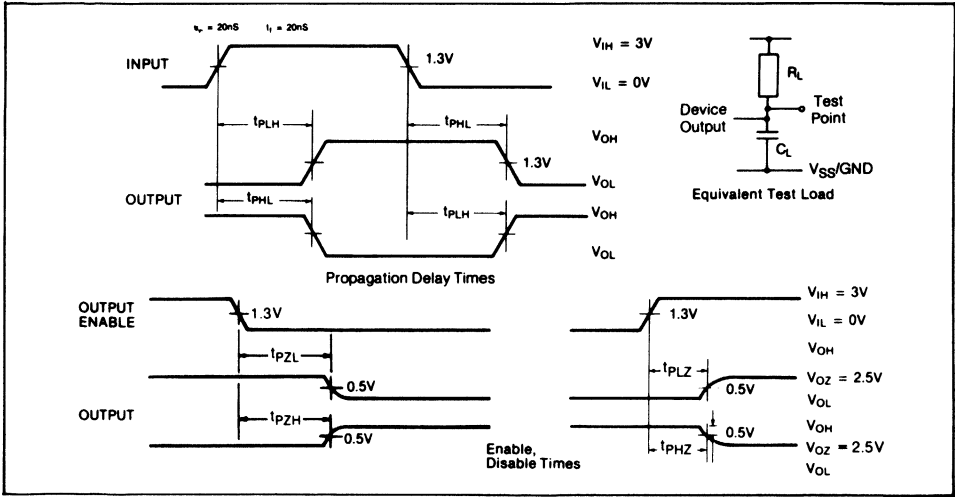 tr = 20nS tf = 20nS
INPUT
1.3V
VIH = 3V
VIL = 0V
tPLH
tPHL
VOH
1.3V
VOL
OUTPUT
tPHL
tPLH
VOH
VOL
Propagation Delay Times
RL
Device
Output
Test
Point
CL
VSS/GND
Equivalent Test Load
OUTPUT
ENABLE
1.3V
1.3V
VIH = 3V
VIL = 0V
VOH
tPZL
0.5V
tPLZ
0.5V
VOZ = 2.5V
VOL
OUTPUT
tPZH
0.5V
tPHZ
0.5V
VOH
VOZ = 2.5V
VOL
Enable,
Disable Times